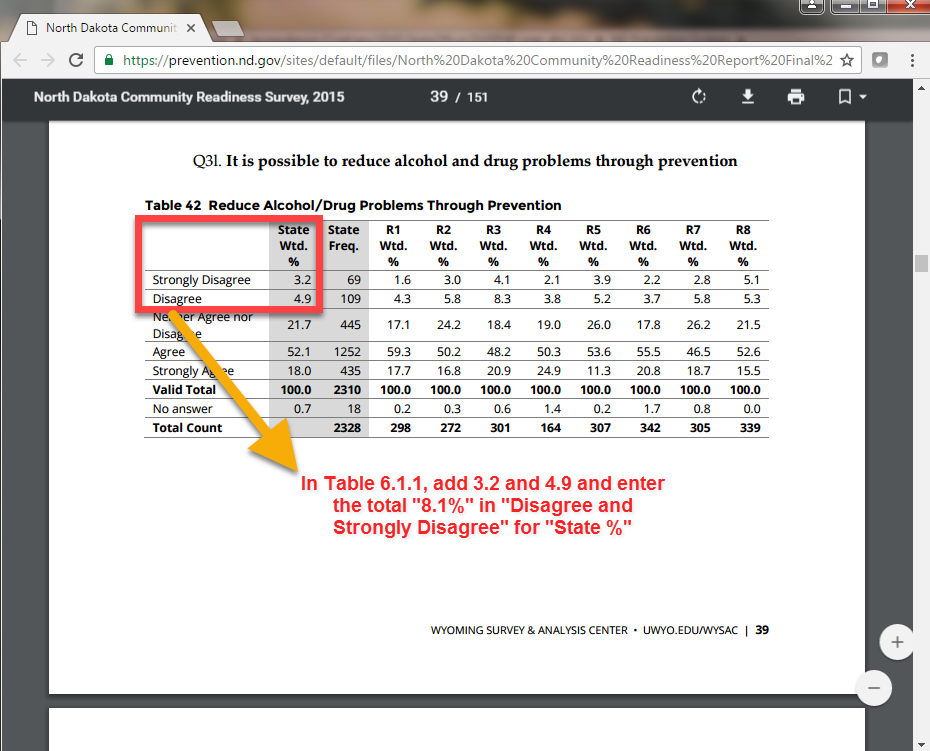 North Dakota Communit
https://prevention.nd.gov/sites/default/files/North%20Dakota%20Community%20Readiness%20Report%20Final%2
North Dakota Community Readiness Survey, 2015 39 / 151
Q3l. It is possible to reduce alcohol and drug problems through prevention
Table 42 Reduce Alcohol/Drug Problems Through Prevention
State State R1 R2 R3 R4 R5 R6 R7 R8
Wtd. Freq. Wtd. Wtd. Wtd. Wtd. Wtd. Wtd. Wtd. Wtd.
% % % % % % % % %
Strongly Disagree 3.2 69 1.6 3.0 4.1 2.1 3.9 2.2 2.8 5.1
Disagree 4.9 109 4.3 5.8 8.3 3.8 5.2 3.7 5.8 5.3
Neither Agree nor
Disagree 21.7 445 17.1 24.2 18.4 19.0 26.0 17.8 26.2 21.5
Agree 52.1 1252 59.3 50.2 48.2 50.3 53.6 55.5 46.5 52.6
Strongly Agree 18.0 435 17.7 16.8 20.9 24.9 11.3 20.8 18.7 15.5
Valid Total 100.0 2310 100.0 100.0 100.0 100.0 100.0 100.0 100.0 100.0
No answer 0.7 18 0.2 0.3 0.6 1.4 0.2 1.7 0.8 0.0
Total Count 2328 298 272 301 164 307 342 305 339
In Table 6.1.1, add 3.2 and 4.9 and enter
the total "8.1%" in "Disagree and
Strongly Disagree" for "State %"
WYOMING SURVEY & ANALYSIS CENTER • UWYO.EDU/WYSAC | 39